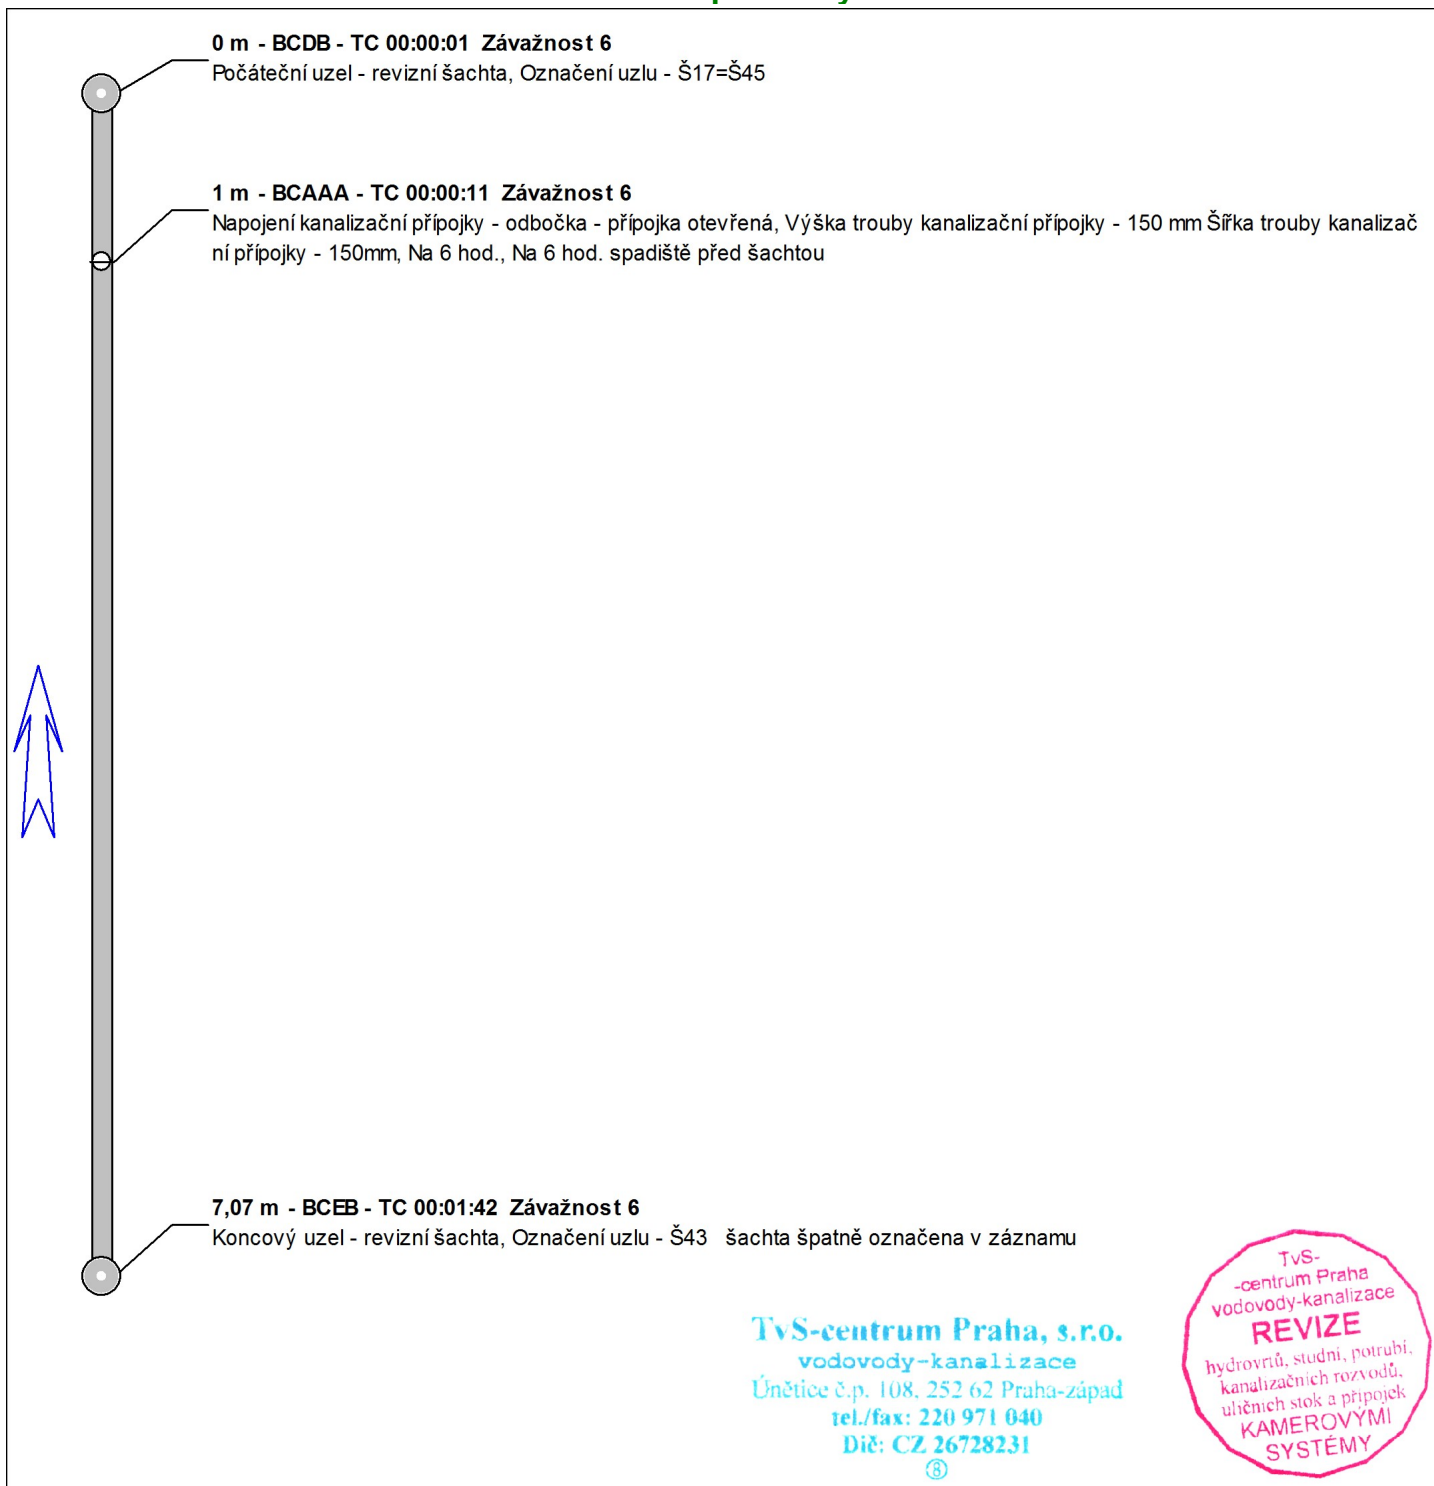 0 m - BCDB - TC 00:00:01 Závažnost 6
Počáteční uzel - revizní šachta, Označení uzlu - Š17=Š45
1 m - BCAAA - TC 00:00:11 Závažnost 6
Napojení kanalizační přípojky - odbočka - přípojka otevřená, Výška trouby kanalizační přípojky - 150 mm Šířka trouby kanalizač
ní přípojky - 150mm, Na 6 hod., Na 6 hod. spadiště před šachtou
7,07 m - BCEB - TC 00:01:42 Závažnost 6
Koncový uzel - revizní šachta, Označení uzlu - Š43 šachta špatně označena v záznamu
TvS-centrum Praha, s.r.o.
vodovody-kanalizace
Únětice č.p. 108, 252 62 Praha-západ
tel./fax: 220 971 040
Dič: CZ 26728231
⑧
TvS-
-centrum Praha
vodovody-kanalizace
REVIZE
hydrovrtů, studní, potrubí,
kanalizačních rozvodů,
uličních stok a přípojek
KAMEROVÝMI
SYSTÉMY